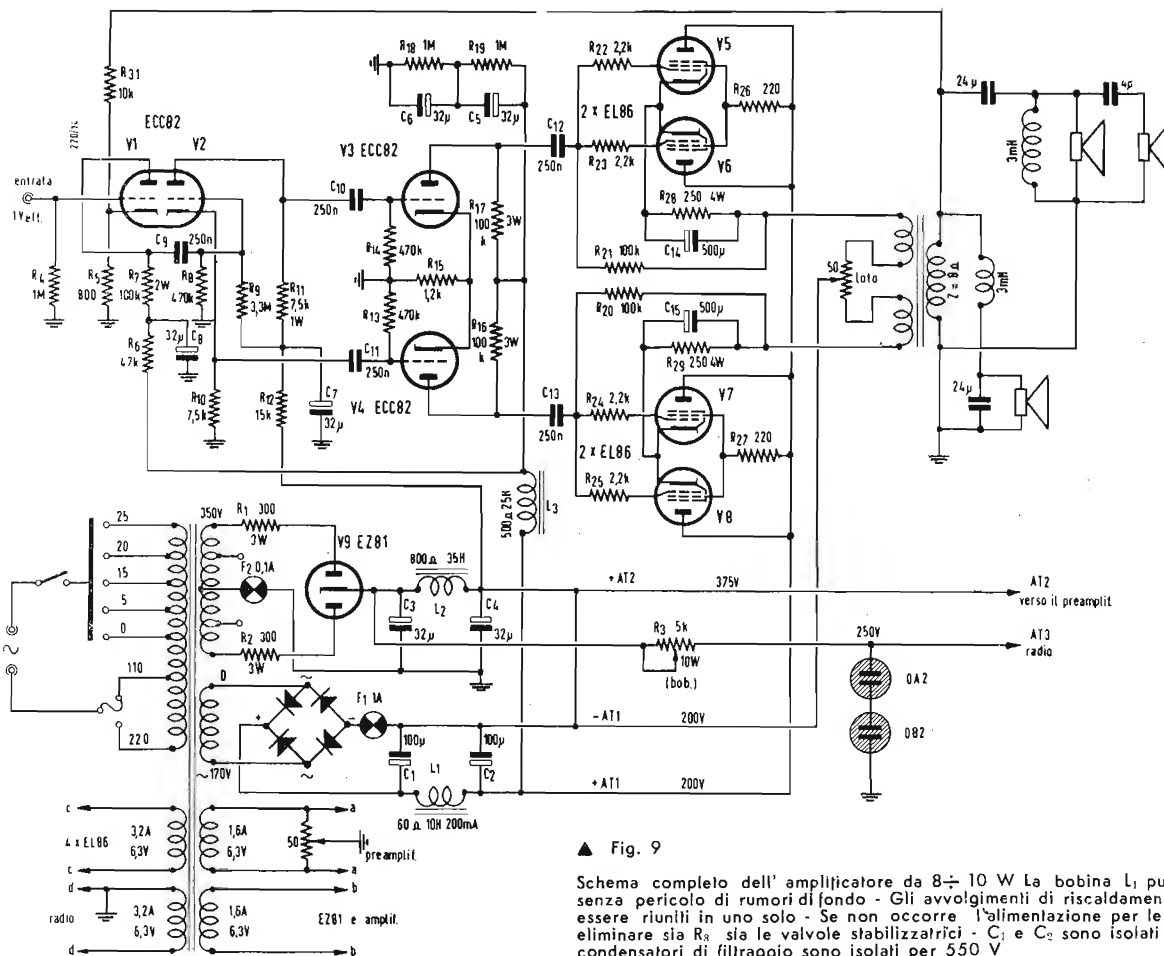 R18 1M
R19 1M
C6 32μ
C5 32μ
R31
10k
ECC82
V1
V2
entrata
1V eff.
R4
1M
R5
800
R7
2W
100k
C9 250n
R8
470k
R9
3,3M
R11
7,5k
1W
R6
47k
32μ
C8
R10
7,5k
R12
15k
C7
32μ
C10
250n
C11
250n
V3 ECC82
V4 ECC82
R14
470k
R13
470k
R15
1,2k
R17
100
k
3W
R16
100
k
3W
C12
250n
C13
250n
R22 2,2k
R23 2,2k
2 x EL86
V5
V6
R26
220
R28 250 4W
C14 500μ
R21 100k
R20 100k
C15 500μ
R29 250 4W
R24 2,2k
R25 2,2k
2 x EL86
V7
V8
R27 220
50
Loto
Z = 8Ω
3mH
24μ
3mH
4μ
24μ
500Ω 25H
L3
25
20
15
5
0
110
220
350V
R1 300
3W
F2 0,1A
R2 300
3W
V9 EZ81
800Ω 35H
L2
C3
32μ
C4
32μ
+AT2
375V
AT2
verso il preamplif.
R3 5k
10W
(bob.)
250V
AT3
radio
0A2
0B2
D
~170V
F1 1A
-AT1 200V
100μ
C1
100μ
C2
L1
60Ω 10H 200mA
+AT1 200V
c
4 x EL86
c
3,2A
6,3V
1,6A
6,3V
a
50
preamplif.
a
d
radio
d
3,2A
6,3V
1,6A
6,3V
b
EZ81 e amplif.
b
▲ Fig. 9
Schema completo dell' amplificatore da 8÷10 W La bobina L1 pu
senza pericolo di rumori di fondo - Gli avvolgimenti di riscaldamen
essere riuniti in uno solo - Se non occorre l'alimentazione per le
eliminare sia R8 sia le valvole stabilizzatrici - C1 e C2 sono isolati
condensatori di filtraggio sono isolati per 550 V